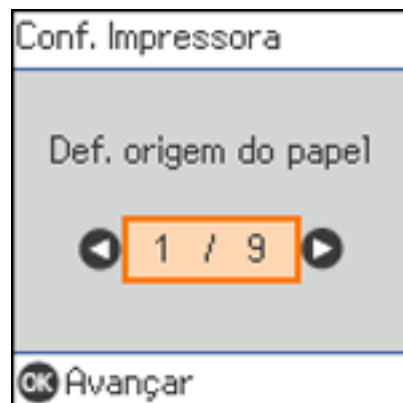 Conf. Impressora
Def. origem do papel
1 / 9
OK Avançar